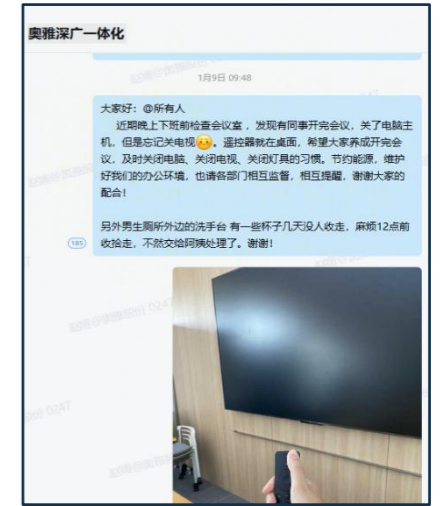 奥雅深广一体化
1月9日 09:48
大家好：@所有人
近期晚上下班前检查会议室，发现有同事开完会议，关了电脑主
机，但是忘记关电视。遥控器就在桌面，希望大家养成开完会
议，及时关闭电脑、关闭电视、关闭灯具的习惯。节约能源，维护
好我们的办公环境，也请各部门相互监督，相互提醒，谢谢大家的
配合！
另外男生厕所外边的洗手台 有一些杯子几天没人收走，麻烦12点前
收拾走，不然交给阿姨处理了。谢谢！
0247
0247